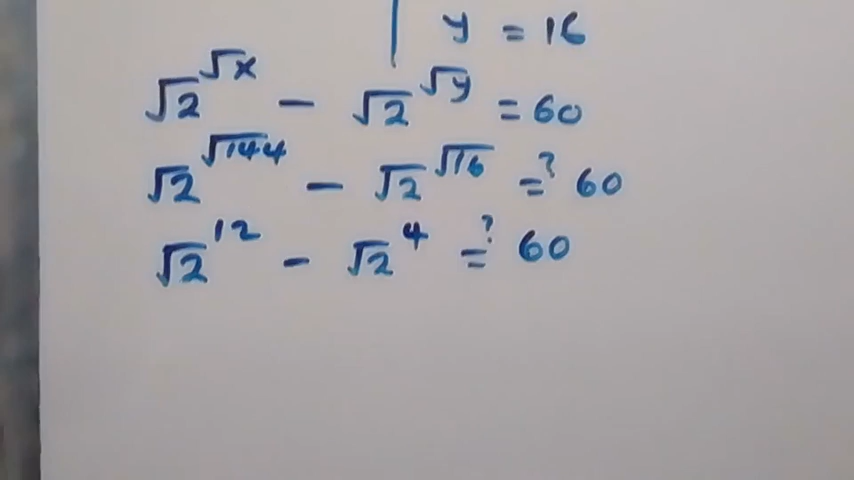 y = 16
√2^√x − √2^√y = 60
√2^√144 − √2^√16 =? 60
√2^12 − √2^4 =? 60